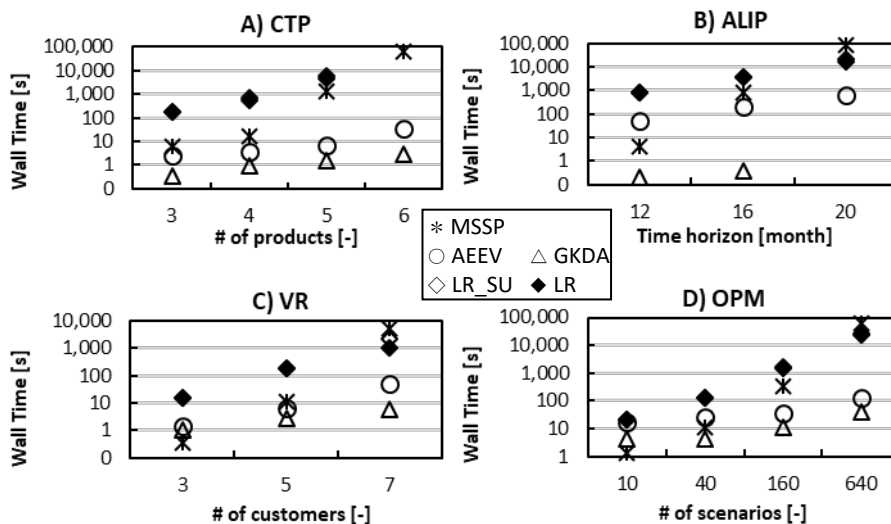 A) CTP
Wall Time [s]
100,000
10,000
1,000
100
10
1
0
3 4 5 6
# of products [-]
B) ALIP
Wall Time [s]
100,000
10,000
1,000
100
10
1
0
12 16 20
Time horizon [month]
MSSP
AEEV GKDA
LR_SU LR
C) VR
Wall Time [s]
10,000
1,000
100
10
1
0
3 5 7
# of customers [-]
D) OPM
Wall Time [s]
100,000
10,000
1,000
100
10
1
10 40 160 640
# of scenarios [-]